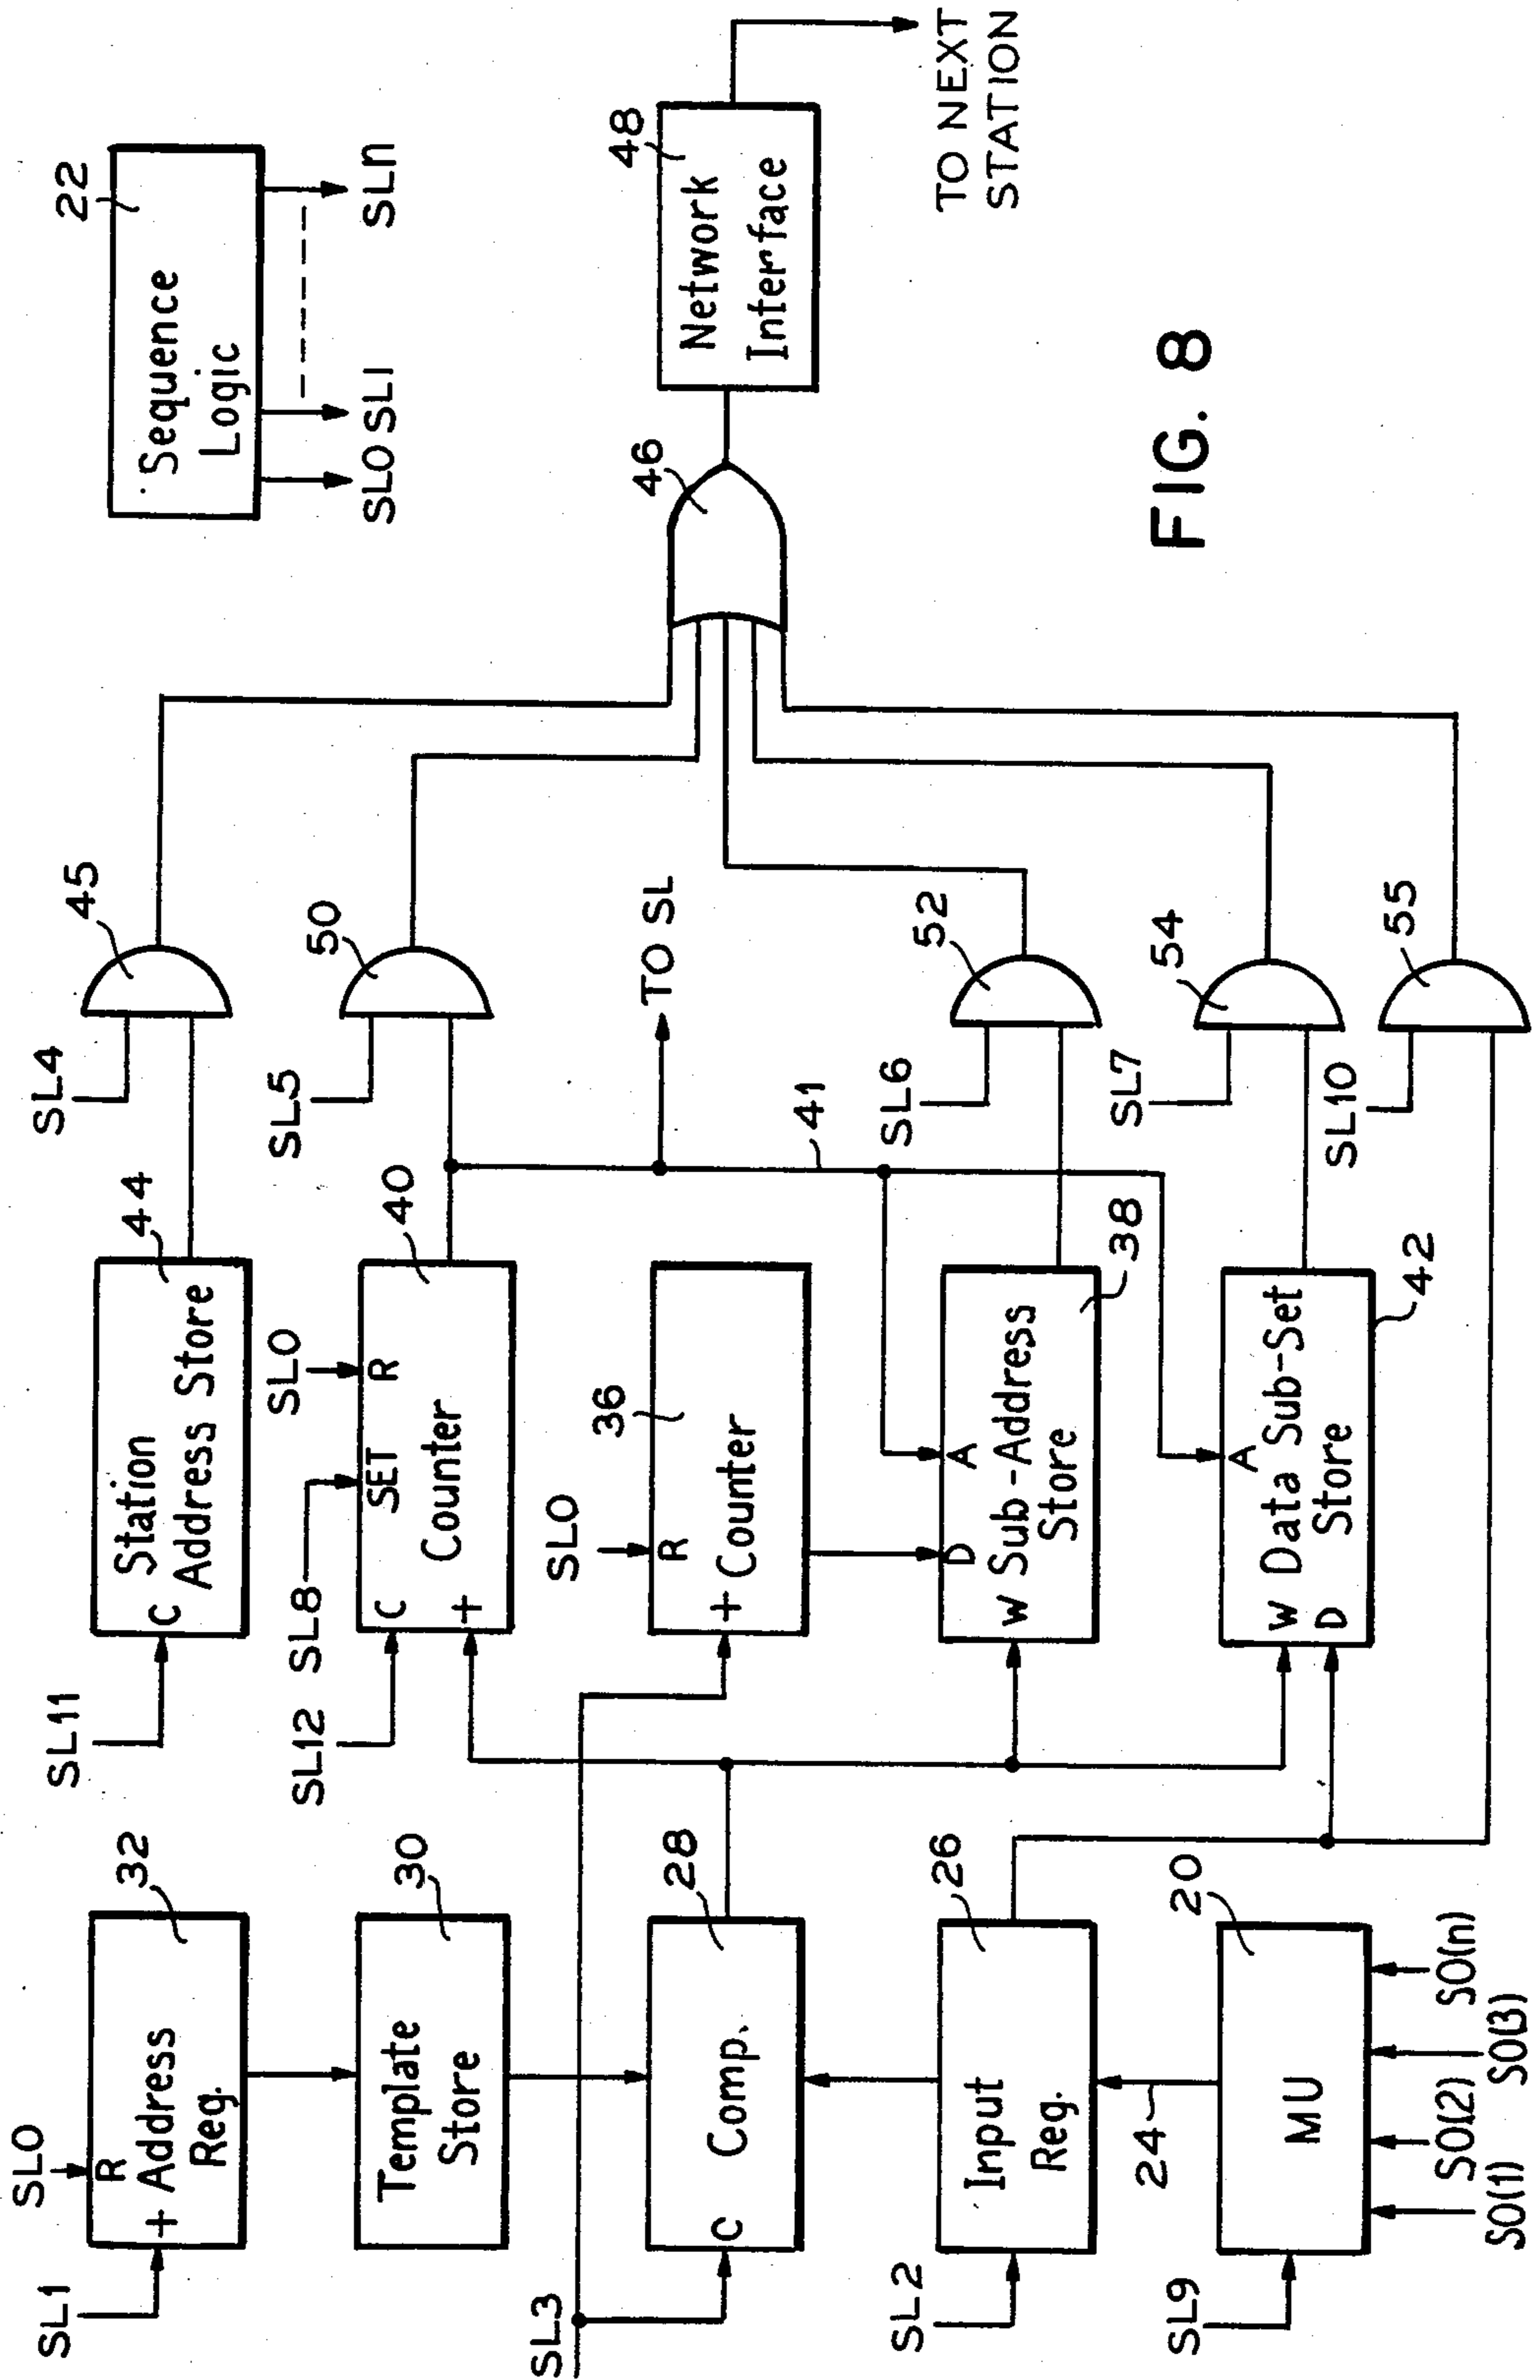 SL0
SL1
R
+ Address
Reg.
32
Template
Store
30
SL3
C
Comp.
28
SL2
Input
Reg.
26
24
SL9
MU
20
SO(1)
SO(2)
SO(3)
SO(n)
SL11
C
Station
Address Store
44
SL12
SL8
SL0
C
SET
R
+
Counter
40
SL0
R
+ Counter
36
D
A
W Sub-Address
Store
38
A
W Data Sub-Set
D Store
42
41
TO SL
SL4
45
SL5
50
SL6
52
SL7
54
SL10
55
46
Network
Interface
48
TO NEXT
STATION
Sequence
Logic
22
SL0 SL1 SLn
FIG. 8